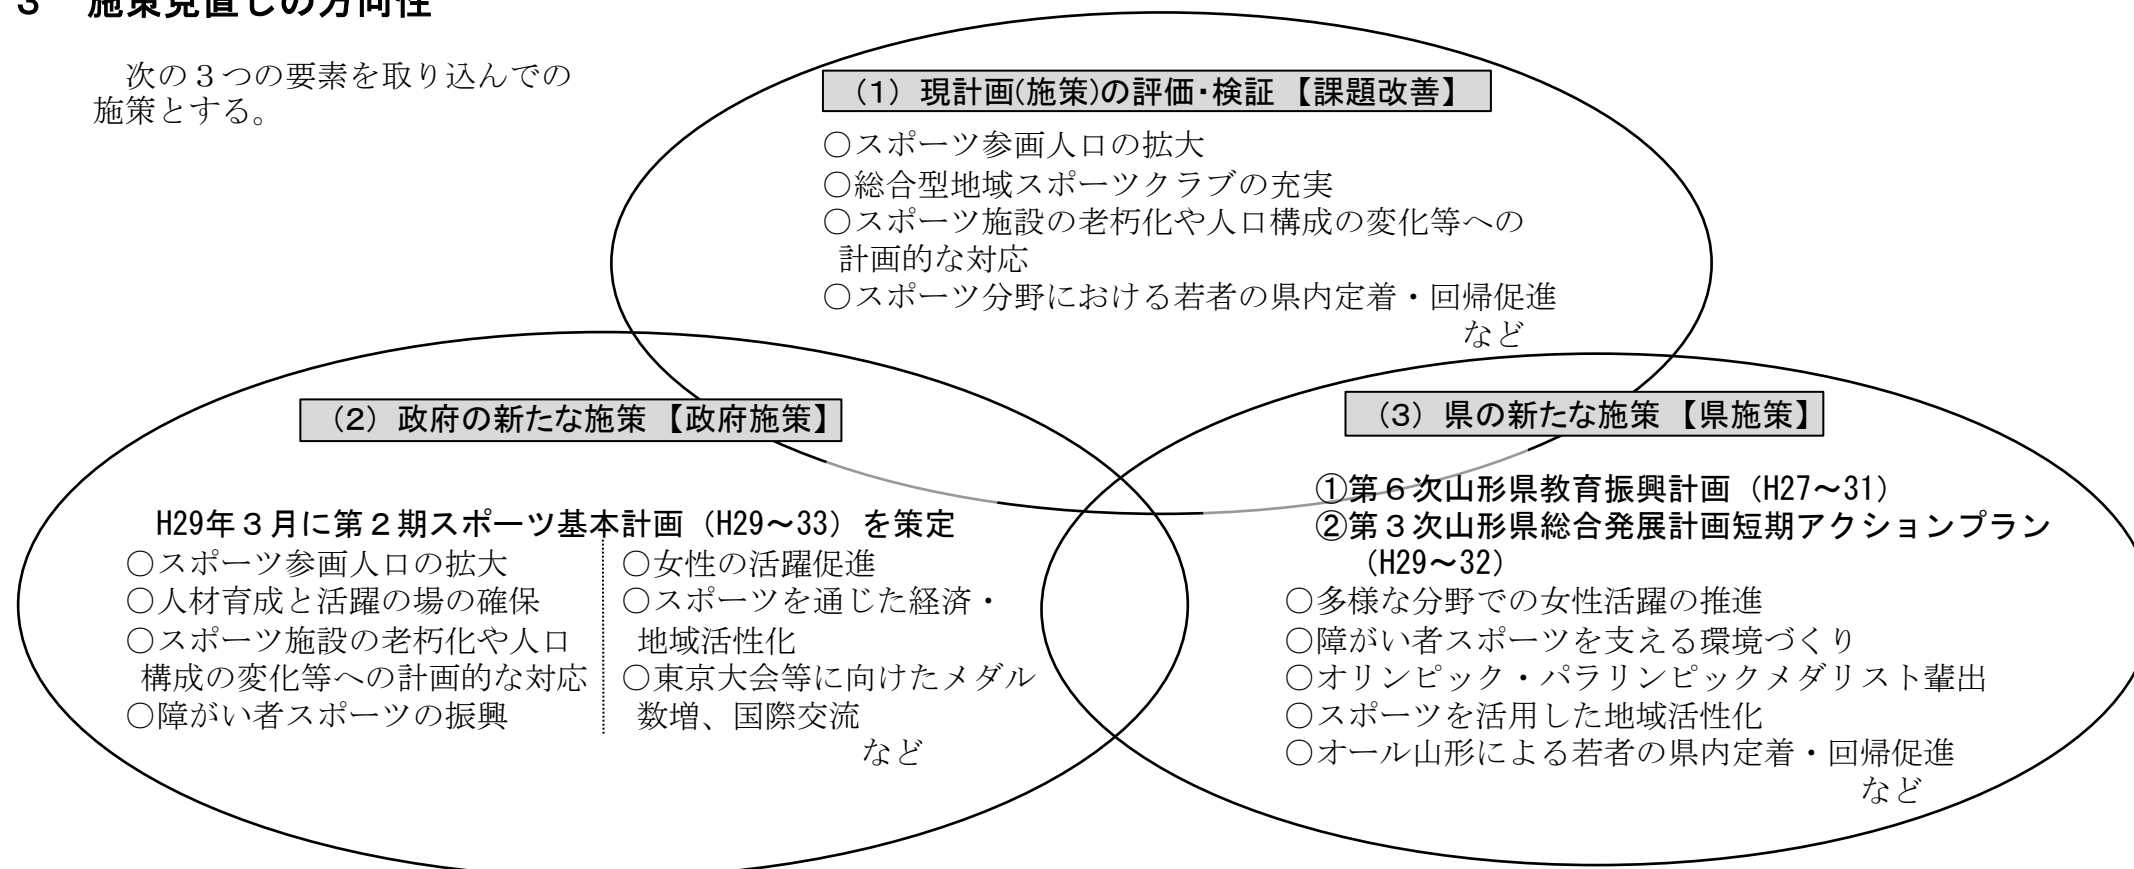 ３　施策見直しの方向性
次の３つの要素を取り込んでの
施策とする。
（1）現計画(施策)の評価・検証【課題改善】
○スポーツ参画人口の拡大
○総合型地域スポーツクラブの充実
○スポーツ施設の老朽化や人口構成の変化等への
計画的な対応
○スポーツ分野における若者の県内定着・回帰促進
など
（2）政府の新たな施策【政府施策】
H29年３月に第２期スポーツ基本計画（H29～33）を策定
○スポーツ参画人口の拡大
○人材育成と活躍の場の確保
○スポーツ施設の老朽化や人口
構成の変化等への計画的な対応
○障がい者スポーツの振興
○女性の活躍促進
○スポーツを通じた経済・
地域活性化
○東京大会等に向けたメダル
数増、国際交流
など
（3）県の新たな施策【県施策】
①第６次山形県教育振興計画（H27～31）
②第３次山形県総合発展計画短期アクションプラン
（H29～32）
○多様な分野での女性活躍の推進
○障がい者スポーツを支える環境づくり
○オリンピック・パラリンピックメダリスト輩出
○スポーツを活用した地域活性化
○オール山形による若者の県内定着・回帰促進
など